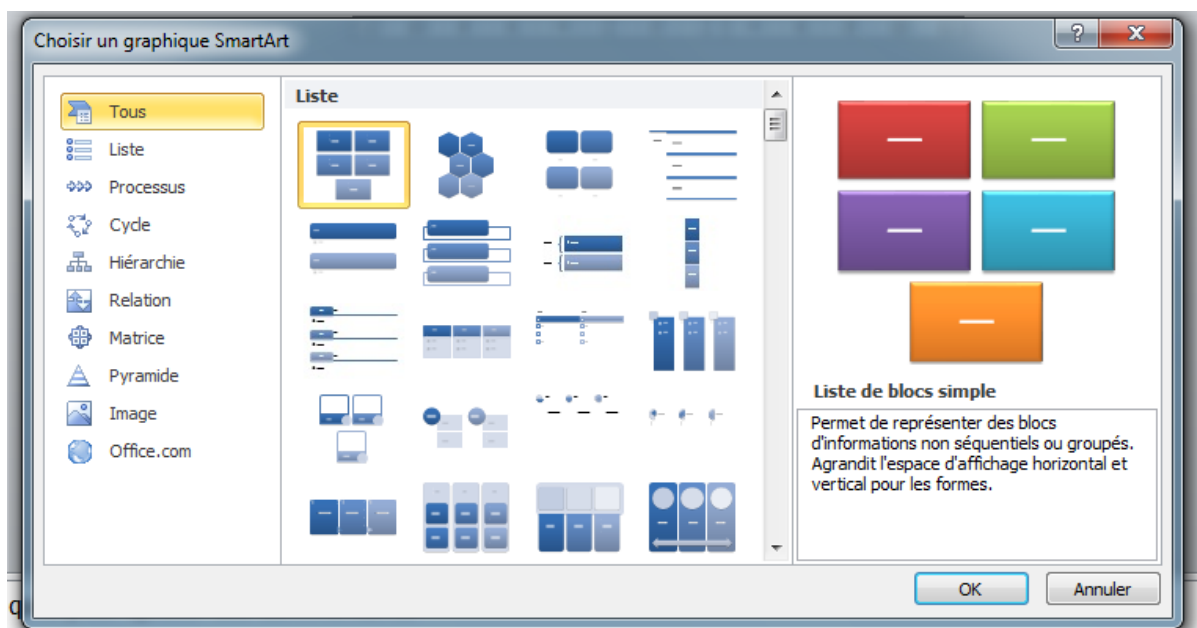 Choisir un graphique SmartArt
Tous
Liste
Processus
Cycle
Hiérarchie
Relation
Matrice
Pyramide
Image
Office.com
Liste
Liste de blocs simple
Permet de représenter des blocs
d'informations non séquentiels ou groupés.
Agrandit l'espace d'affichage horizontal et
vertical pour les formes.
OK
Annuler
q